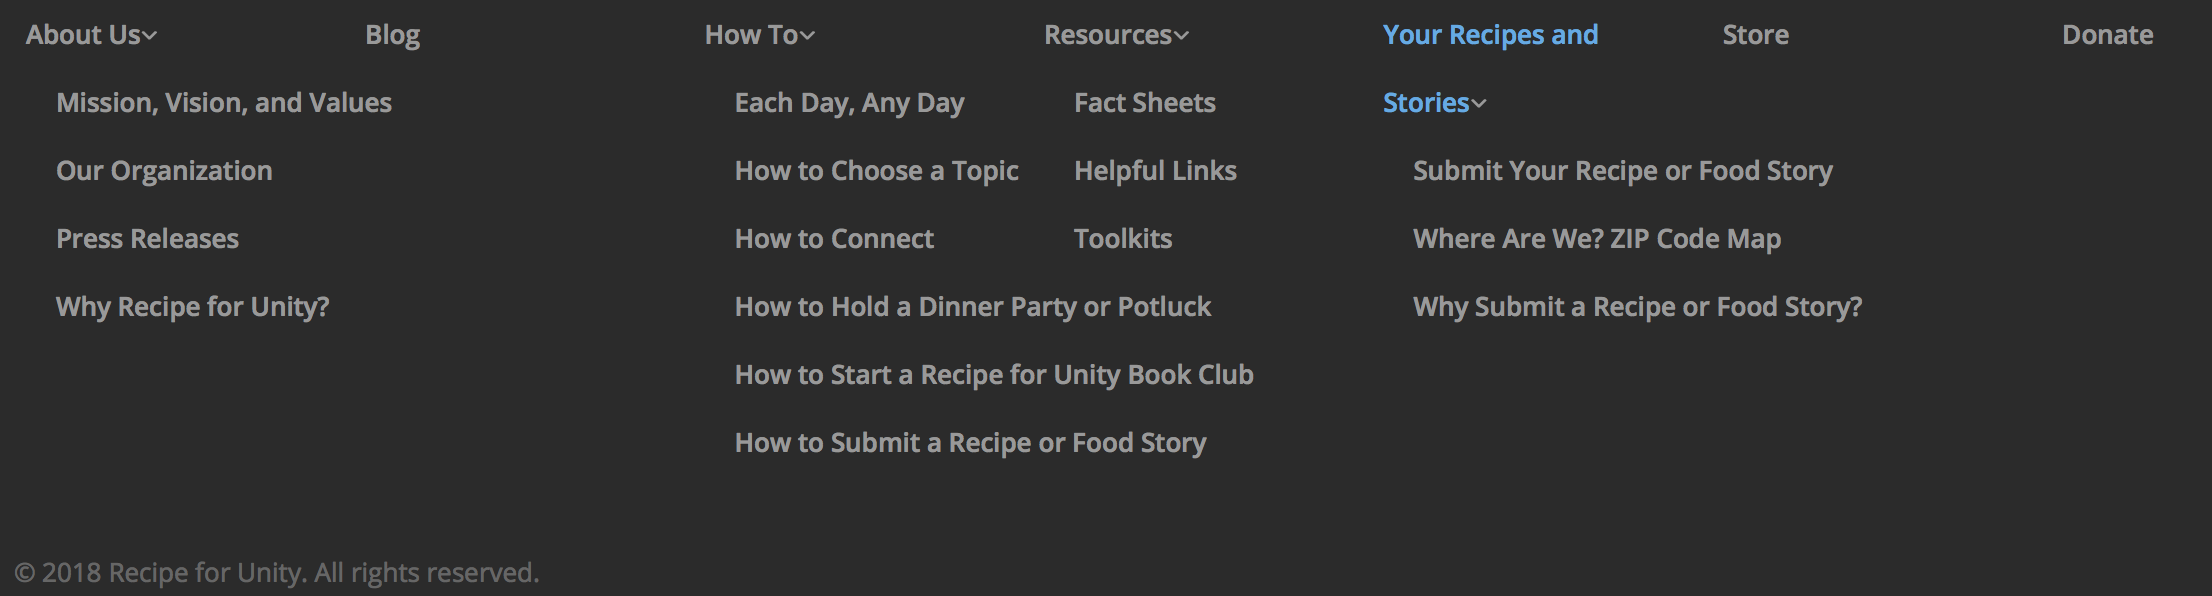 About Us
Mission, Vision, and Values
Our Organization
Press Releases
Why Recipe for Unity?
Blog
How To
Each Day, Any Day
How to Choose a Topic
How to Connect
How to Hold a Dinner Party or Potluck
How to Start a Recipe for Unity Book Club
How to Submit a Recipe or Food Story
Resources
Fact Sheets
Helpful Links
Toolkits
Your Recipes and
Stories
Submit Your Recipe or Food Story
Where Are We? ZIP Code Map
Why Submit a Recipe or Food Story?
Store
Donate
© 2018 Recipe for Unity. All rights reserved.